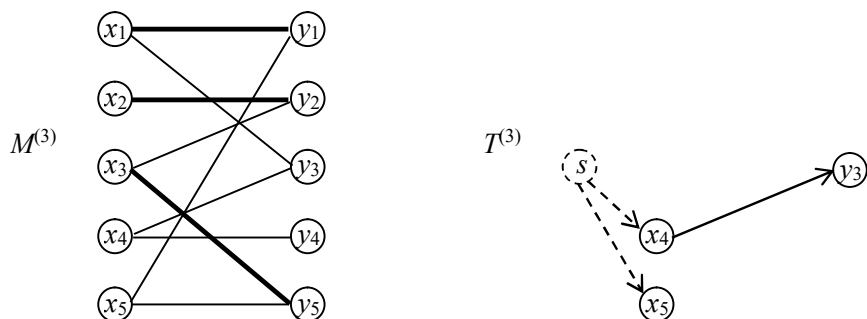 x₁ y₁
x₂ y₂
M⁽³⁾ x₃ y₃ T⁽³⁾ s y₃
x₄ y₄ x₄
x₅ y₅ x₅